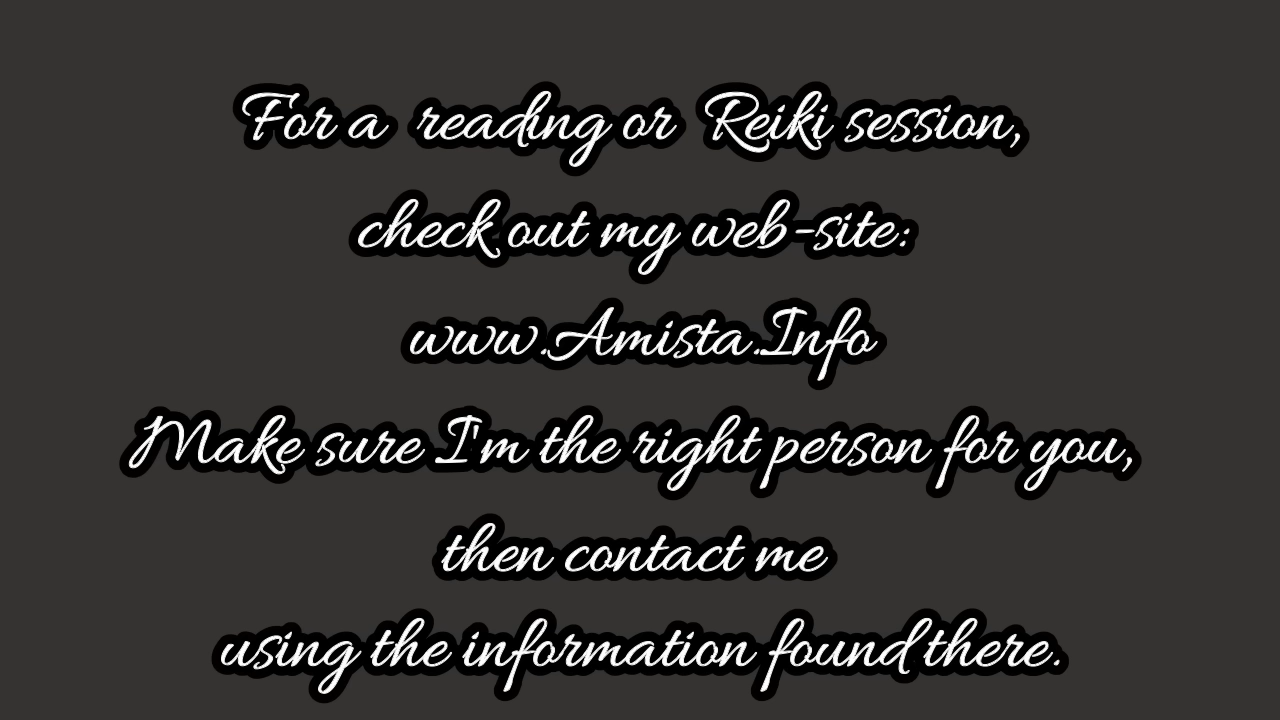 For a reading or Reiki session,
check out my web-site:
www.Amista.Info
Make sure I'm the right person for you,
then contact me
using the information found there.